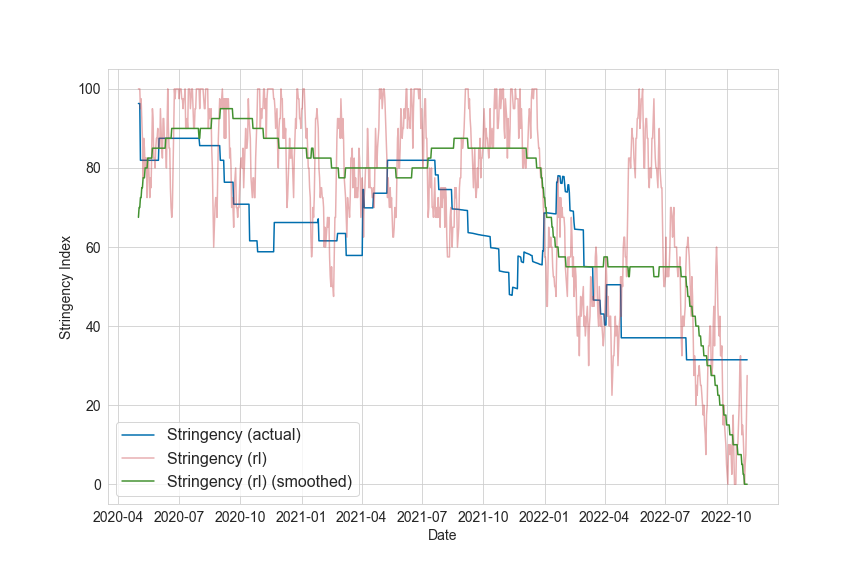 100
80
60
40
20
0
Stringency Index
Stringency (actual)
Stringency (rl)
Stringency (rl) (smoothed)
2020-04 2020-07 2020-10 2021-01 2021-04 2021-07 2021-10 2022-01 2022-04 2022-07 2022-10
Date